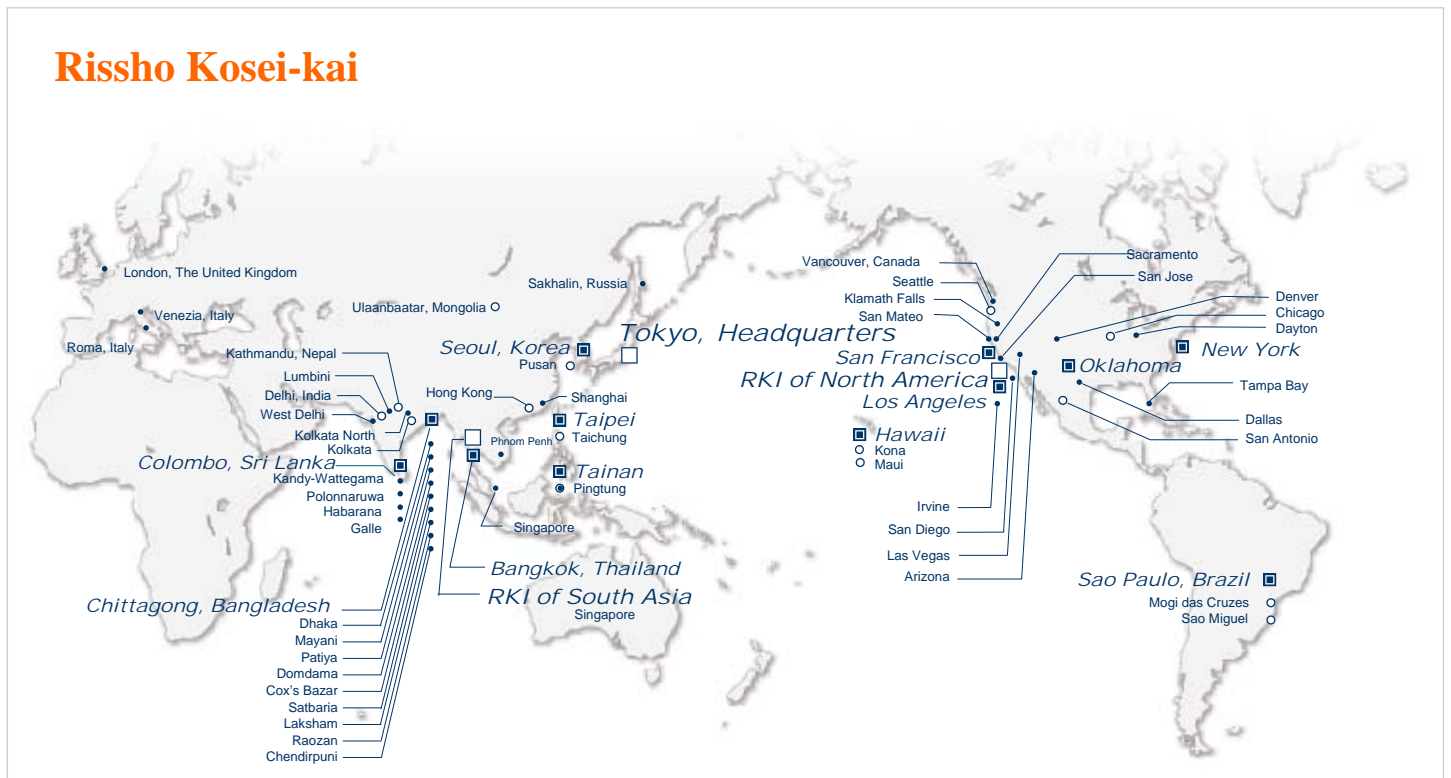 Rissho Kosei-kai
London, The United Kingdom
Venezia, Italy
Roma, Italy
Ulaanbaatar, Mongolia
Sakhalin, Russia
Tokyo, Headquarters
Seoul, Korea
Pusan
Kathmandu, Nepal
Lumbini
Delhi, India
West Delhi
Kolkata North
Kolkata
Hong Kong
Shanghai
Taipei
Taichung
Phnom Penh
Tainan
Pingtung
Colombo, Sri Lanka
Kandy-Wattegama
Polonnaruwa
Habarana
Galle
Singapore
Bangkok, Thailand
RKI of South Asia
Singapore
Chittagong, Bangladesh
Dhaka
Mayani
Patiya
Domdama
Cox's Bazar
Satbaria
Laksham
Raozan
Chendirpuni
Vancouver, Canada
Seattle
Klamath Falls
San Mateo
San Francisco
RKI of North America
Los Angeles
Hawaii
Kona
Maui
Irvine
San Diego
Las Vegas
Arizona
Sacramento
San Jose
Denver
Chicago
Dayton
New York
Oklahoma
Tampa Bay
Dallas
San Antonio
Sao Paulo, Brazil
Mogi das Cruzes
Sao Miguel